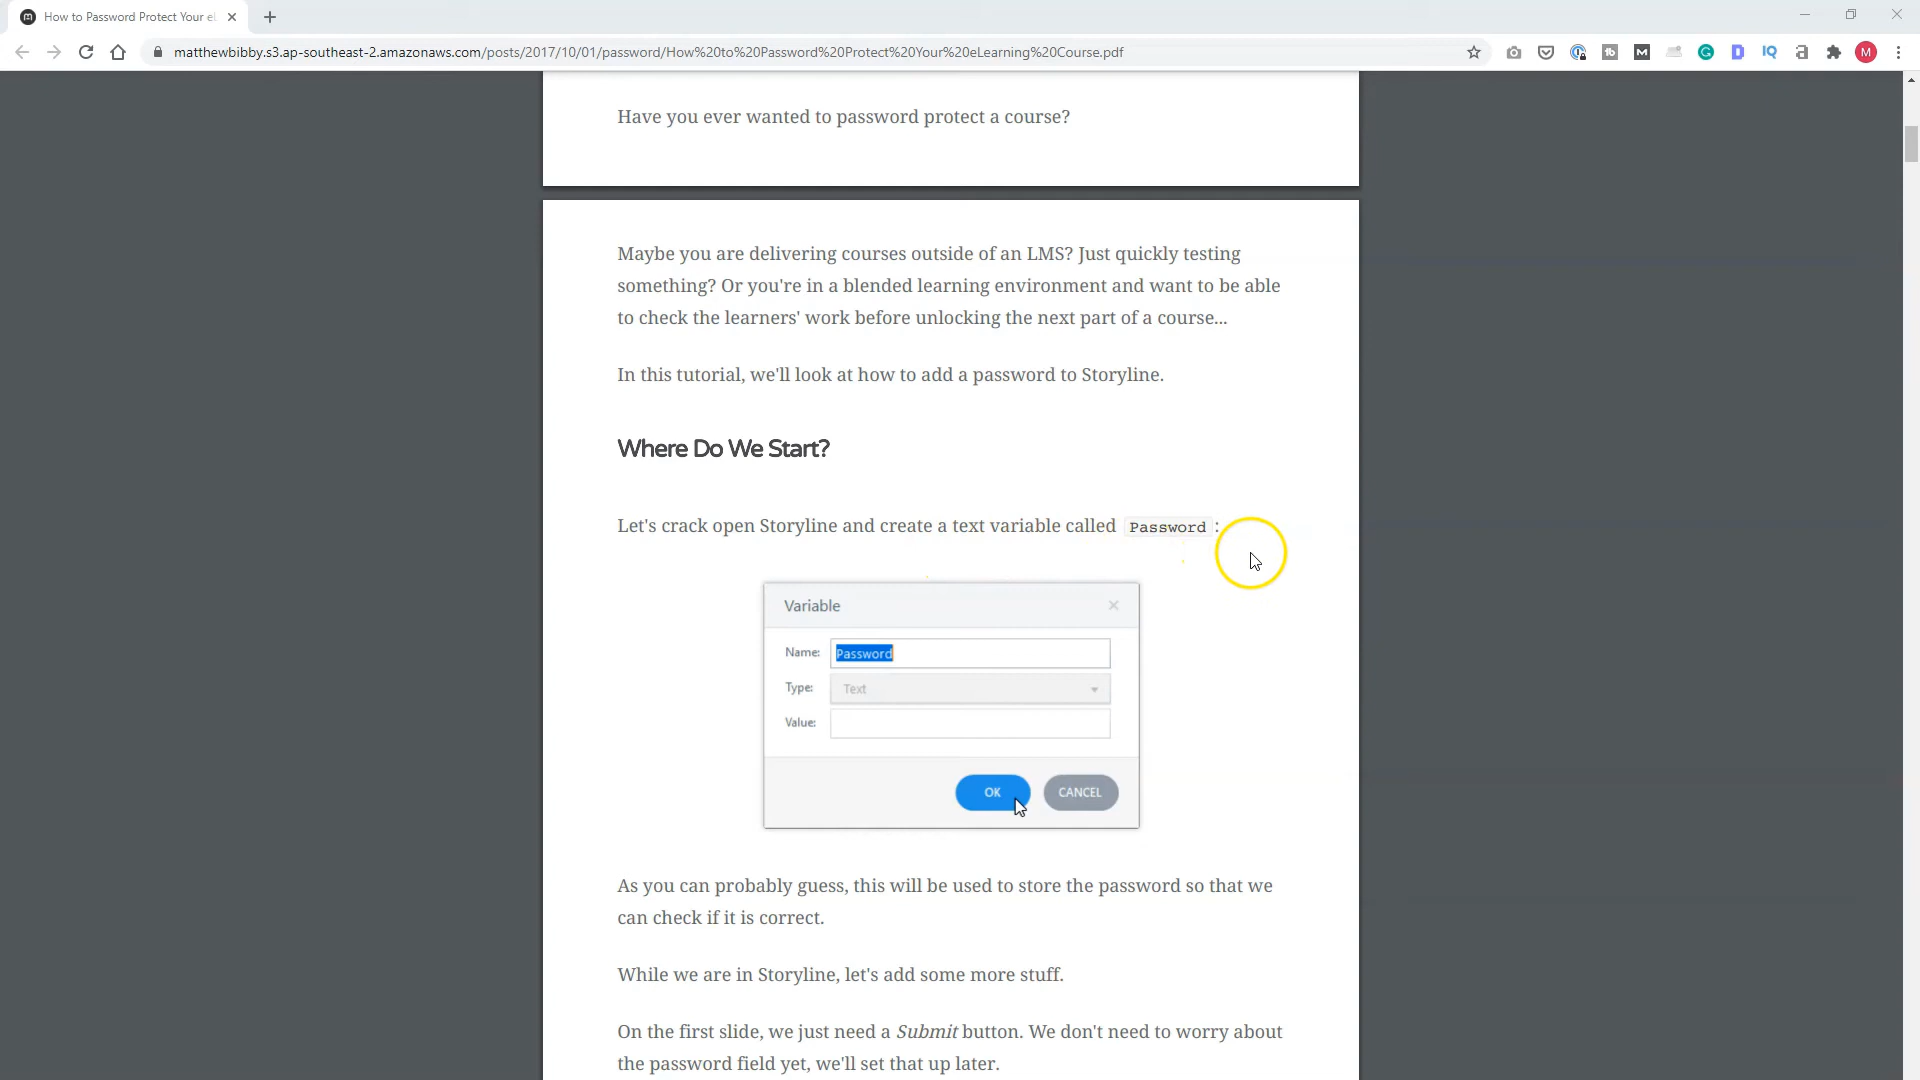 How to Password Protect Your eL
matthewbibby.s3.ap-southeast-2.amazonaws.com/posts/2017/10/01/password/How%20to%20Password%20Protect%20Your%20eLearning%20Course.pdf
Have you ever wanted to password protect a course?
Maybe you are delivering courses outside of an LMS? Just quickly testing
something? Or you're in a blended learning environment and want to be able
to check the learners' work before unlocking the next part of a course...
In this tutorial, we'll look at how to add a password to Storyline.
Where Do We Start?
Let's crack open Storyline and create a text variable called Password :
Variable
Name: Password
Type: Text
Value:
OK CANCEL
As you can probably guess, this will be used to store the password so that we
can check if it is correct.
While we are in Storyline, let's add some more stuff.
On the first slide, we just need a Submit button. We don't need to worry about
the password field yet, we'll set that up later.